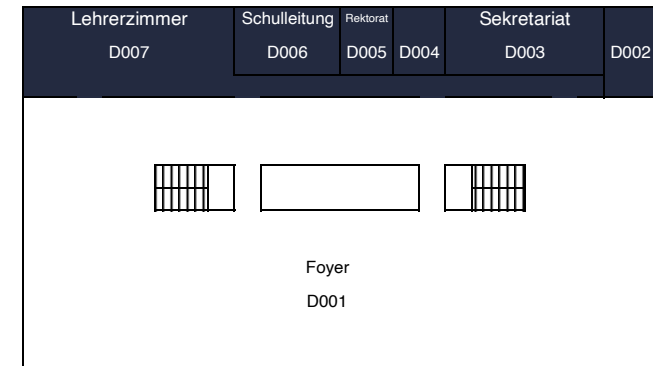 Lehrerzimmer Schulleitung Rektorat Sekretariat
D007 D006 D005 D004 D003 D002
Foyer
D001